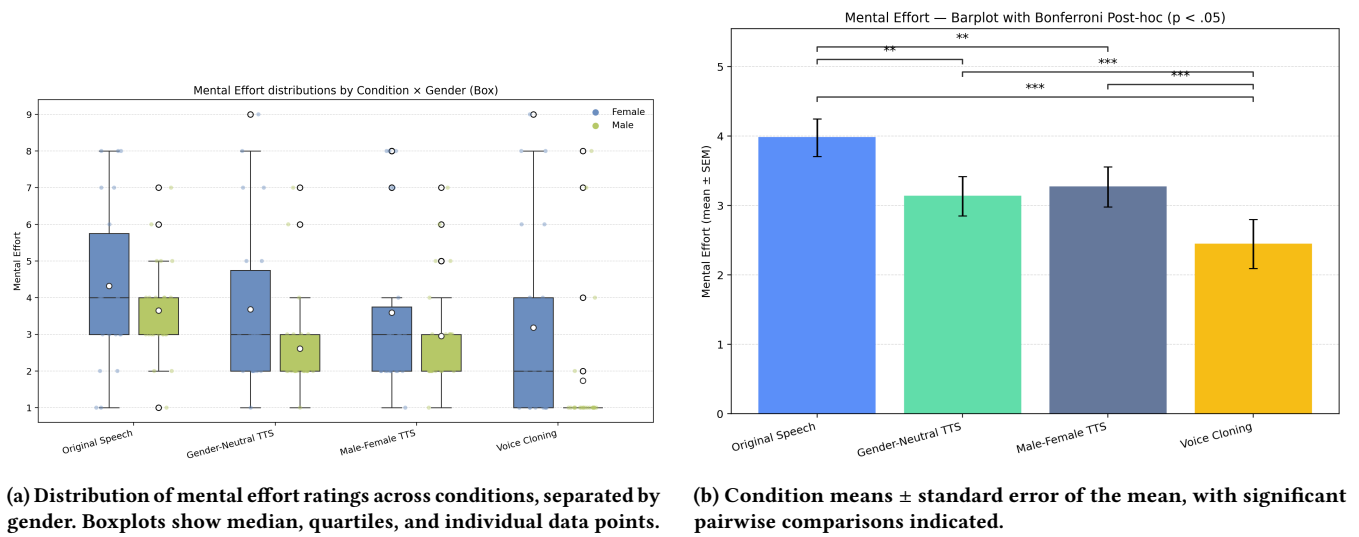 Mental Effort distributions by Condition × Gender (Box)
Female
Male
Mental Effort
9
8
7
6
5
4
3
2
1
Original Speech
Gender-Neutral TTS
Male-Female TTS
Voice Cloning
(a) Distribution of mental effort ratings across conditions, separated by
gender. Boxplots show median, quartiles, and individual data points.
Mental Effort — Barplot with Bonferroni Post-hoc (p < .05)
**
**
***
***
***
Mental Effort (mean ± SEM)
5
4
3
2
1
0
Original Speech
Gender-Neutral TTS
Male-Female TTS
Voice Cloning
(b) Condition means ± standard error of the mean, with significant
pairwise comparisons indicated.